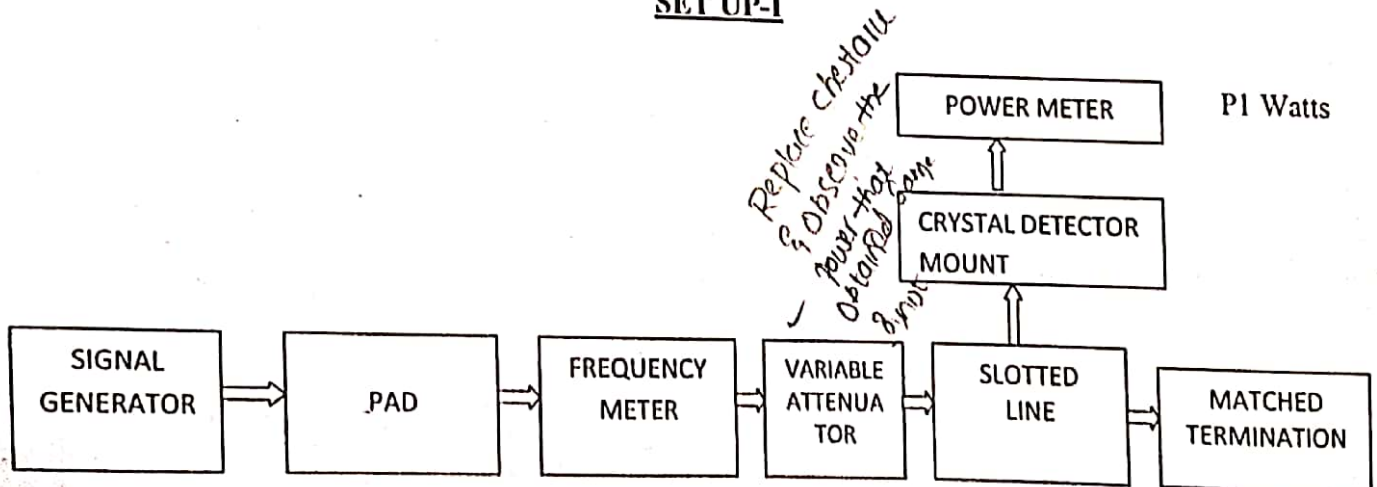 SET UP-I
Replace
& Observe the
Power that
Obtained same
& not
POWER METER
P1 Watts
CRYSTAL DETECTOR
MOUNT
SIGNAL
GENERATOR
PAD
FREQUENCY
METER
VARIABLE
ATTENUA
TOR
SLOTTED
LINE
MATCHED
TERMINATION